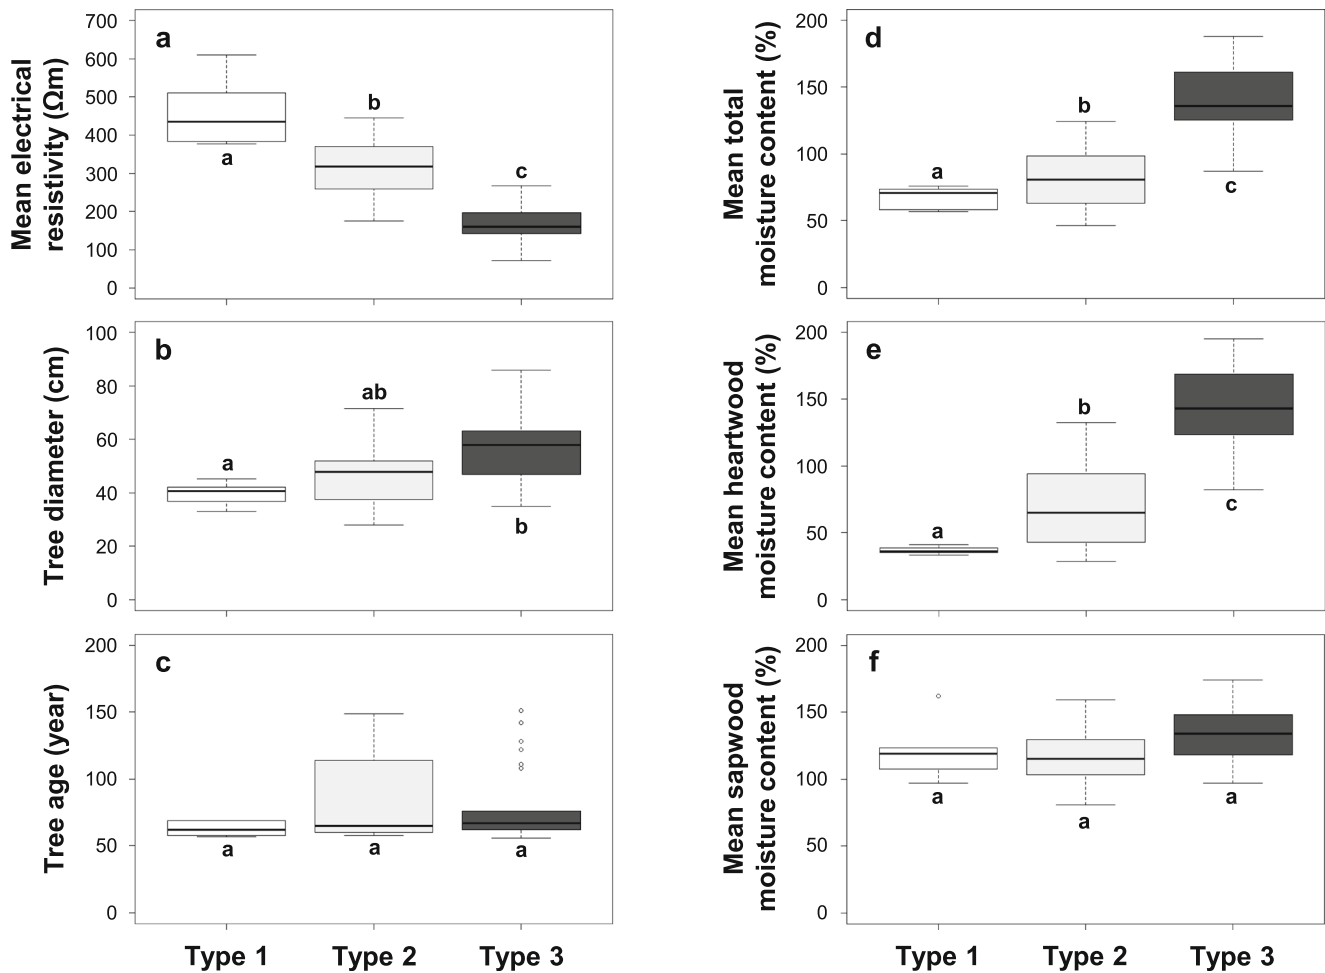 Mean electrical
resistivity (Ωm)
700
600
500
400
300
200
100
0
a
a
b
c
Mean total
moisture content (%)
200
150
100
50
0
d
a
b
c
Tree diameter (cm)
100
80
60
40
20
0
b
a
ab
b
Mean heartwood
moisture content (%)
200
150
100
50
0
e
a
b
c
Tree age (year)
200
150
100
50
0
c
a
a
a
Type 1
Type 2
Type 3
Mean sapwood
moisture content (%)
200
150
100
50
0
f
a
a
a
Type 1
Type 2
Type 3